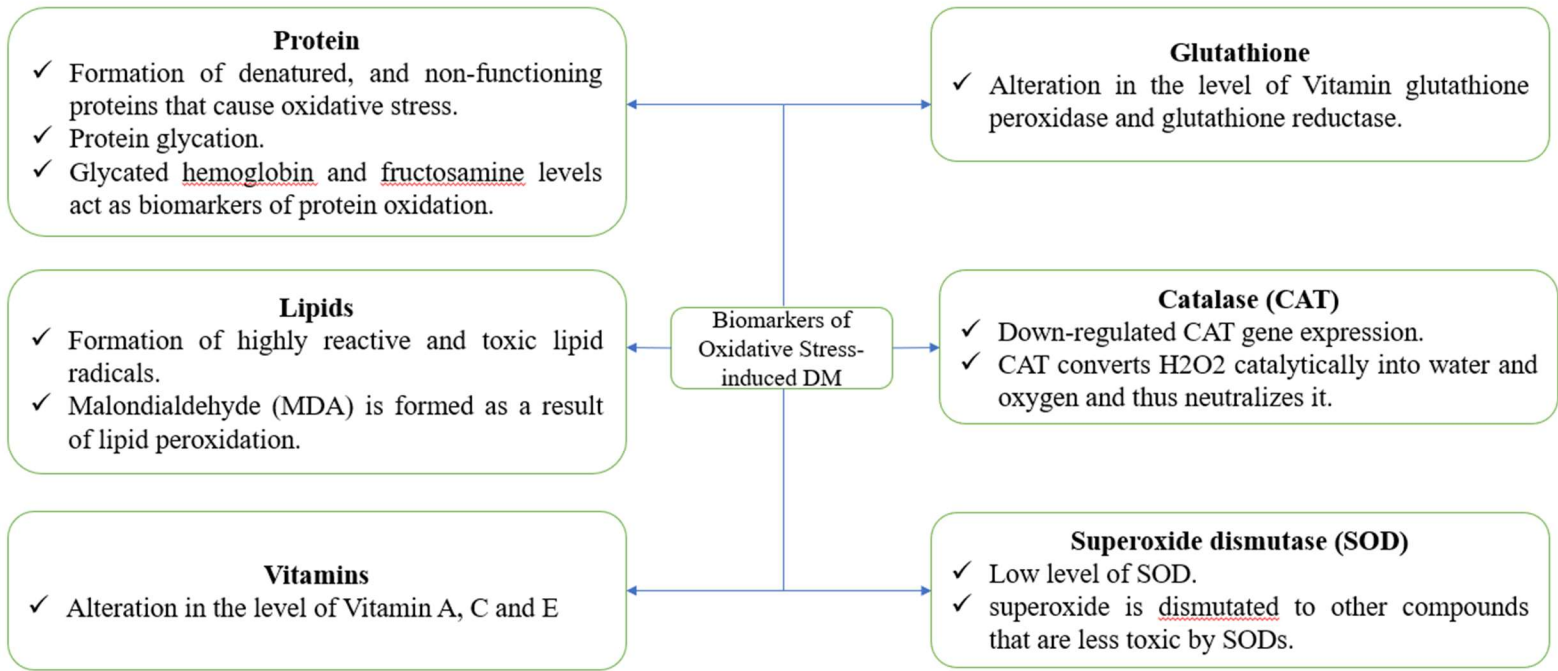 Protein
✓ Formation of denatured, and non-functioning
proteins that cause oxidative stress.
✓ Protein glycation.
✓ Glycated hemoglobin and fructosamine levels
act as biomarkers of protein oxidation.
Glutathione
✓ Alteration in the level of Vitamin glutathione
peroxidase and glutathione reductase.
Lipids
✓ Formation of highly reactive and toxic lipid
radicals.
✓ Malondialdehyde (MDA) is formed as a result
of lipid peroxidation.
Biomarkers of
Oxidative Stress-
induced DM
Catalase (CAT)
✓ Down-regulated CAT gene expression.
✓ CAT converts H2O2 catalytically into water and
oxygen and thus neutralizes it.
Vitamins
✓ Alteration in the level of Vitamin A, C and E
Superoxide dismutase (SOD)
✓ Low level of SOD.
✓ superoxide is dismutated to other compounds
that are less toxic by SODs.